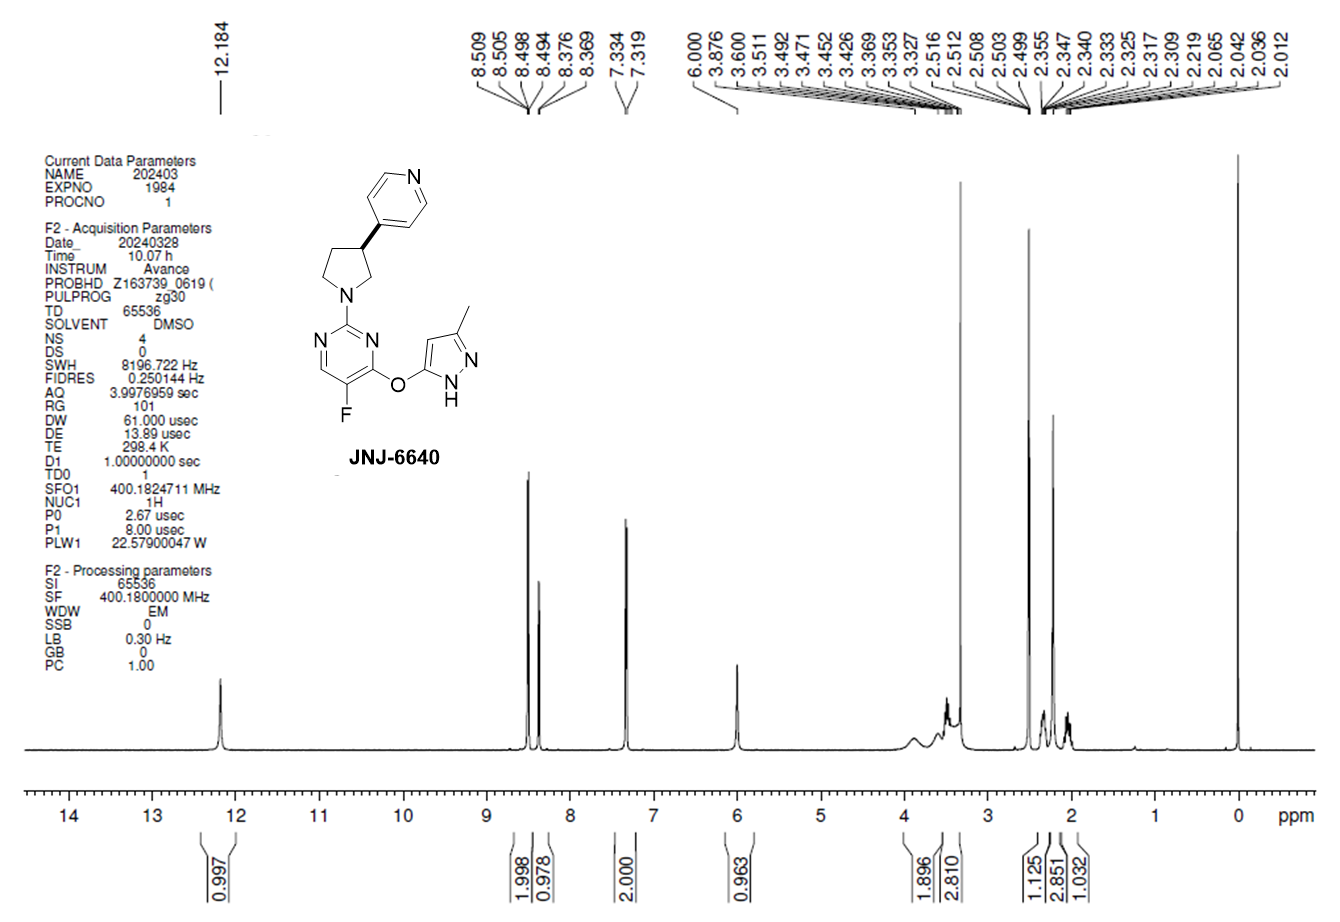 12.184
8.509
8.505
8.498
8.494
8.376
8.369
7.334
7.319
6.000
3.876
3.600
3.511
3.492
3.471
3.452
3.426
3.369
3.353
3.327
2.516
2.512
2.508
2.503
2.499
2.355
2.347
2.340
2.333
2.325
2.317
2.309
2.219
2.065
2.042
2.036
2.012
Current Data Parameters
NAME 202403
EXPNO 1984
PROCNO 1
F2 - Acquisition Parameters
Date_ 20240328
Time 10.07 h
INSTRUM Avance
PROBHD Z163739_0619 (
PULPROG zg30
TD 65536
SOLVENT DMSO
NS 4
DS 0
SWH 8196.722 Hz
FIDRES 0.250144 Hz
AQ 3.9976959 sec
RG 101
DW 61.000 usec
DE 13.89 usec
TE 298.4 K
D1 1.00000000 sec
TD0 1
SFO1 400.1824711 MHz
NUC1 1H
P0 2.67 usec
P1 8.00 usec
PLW1 22.57900047 W
F2 - Processing parameters
SI 65536
SF 400.1800000 MHz
WDW EM
SSB 0
LB 0.30 Hz
GB 0
PC 1.00
N
N
N
N
O
F
N
N
H
JNJ-6640
14 13 12 11 10 9 8 7 6 5 4 3 2 1 0 ppm
0.997
1.998
0.978
2.000
0.963
1.896
2.810
1.125
2.851
1.032